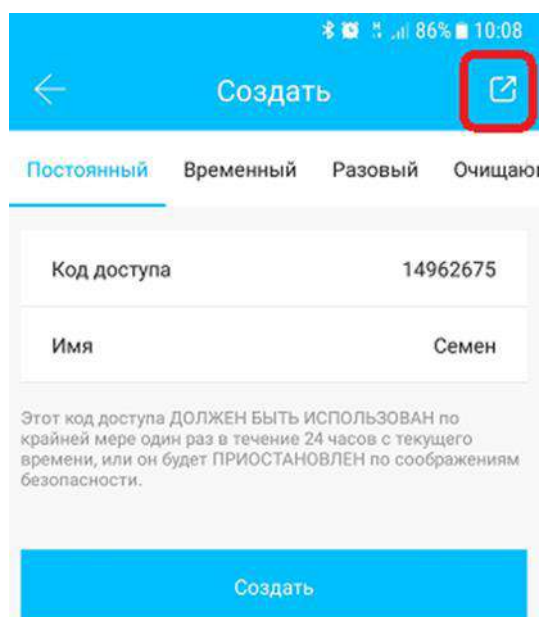 86% 10:08
Создать
Постоянный Временный Разовый Очищаю
Код доступа 14962675
Имя Семен
Этот код доступа ДОЛЖЕН БЫТЬ ИСПОЛЬЗОВАН по
крайней мере один раз в течение 24 часов с текущего
времени, или он будет ПРИОСТАНОВЛЕН по соображениям
безопасности.
Создать